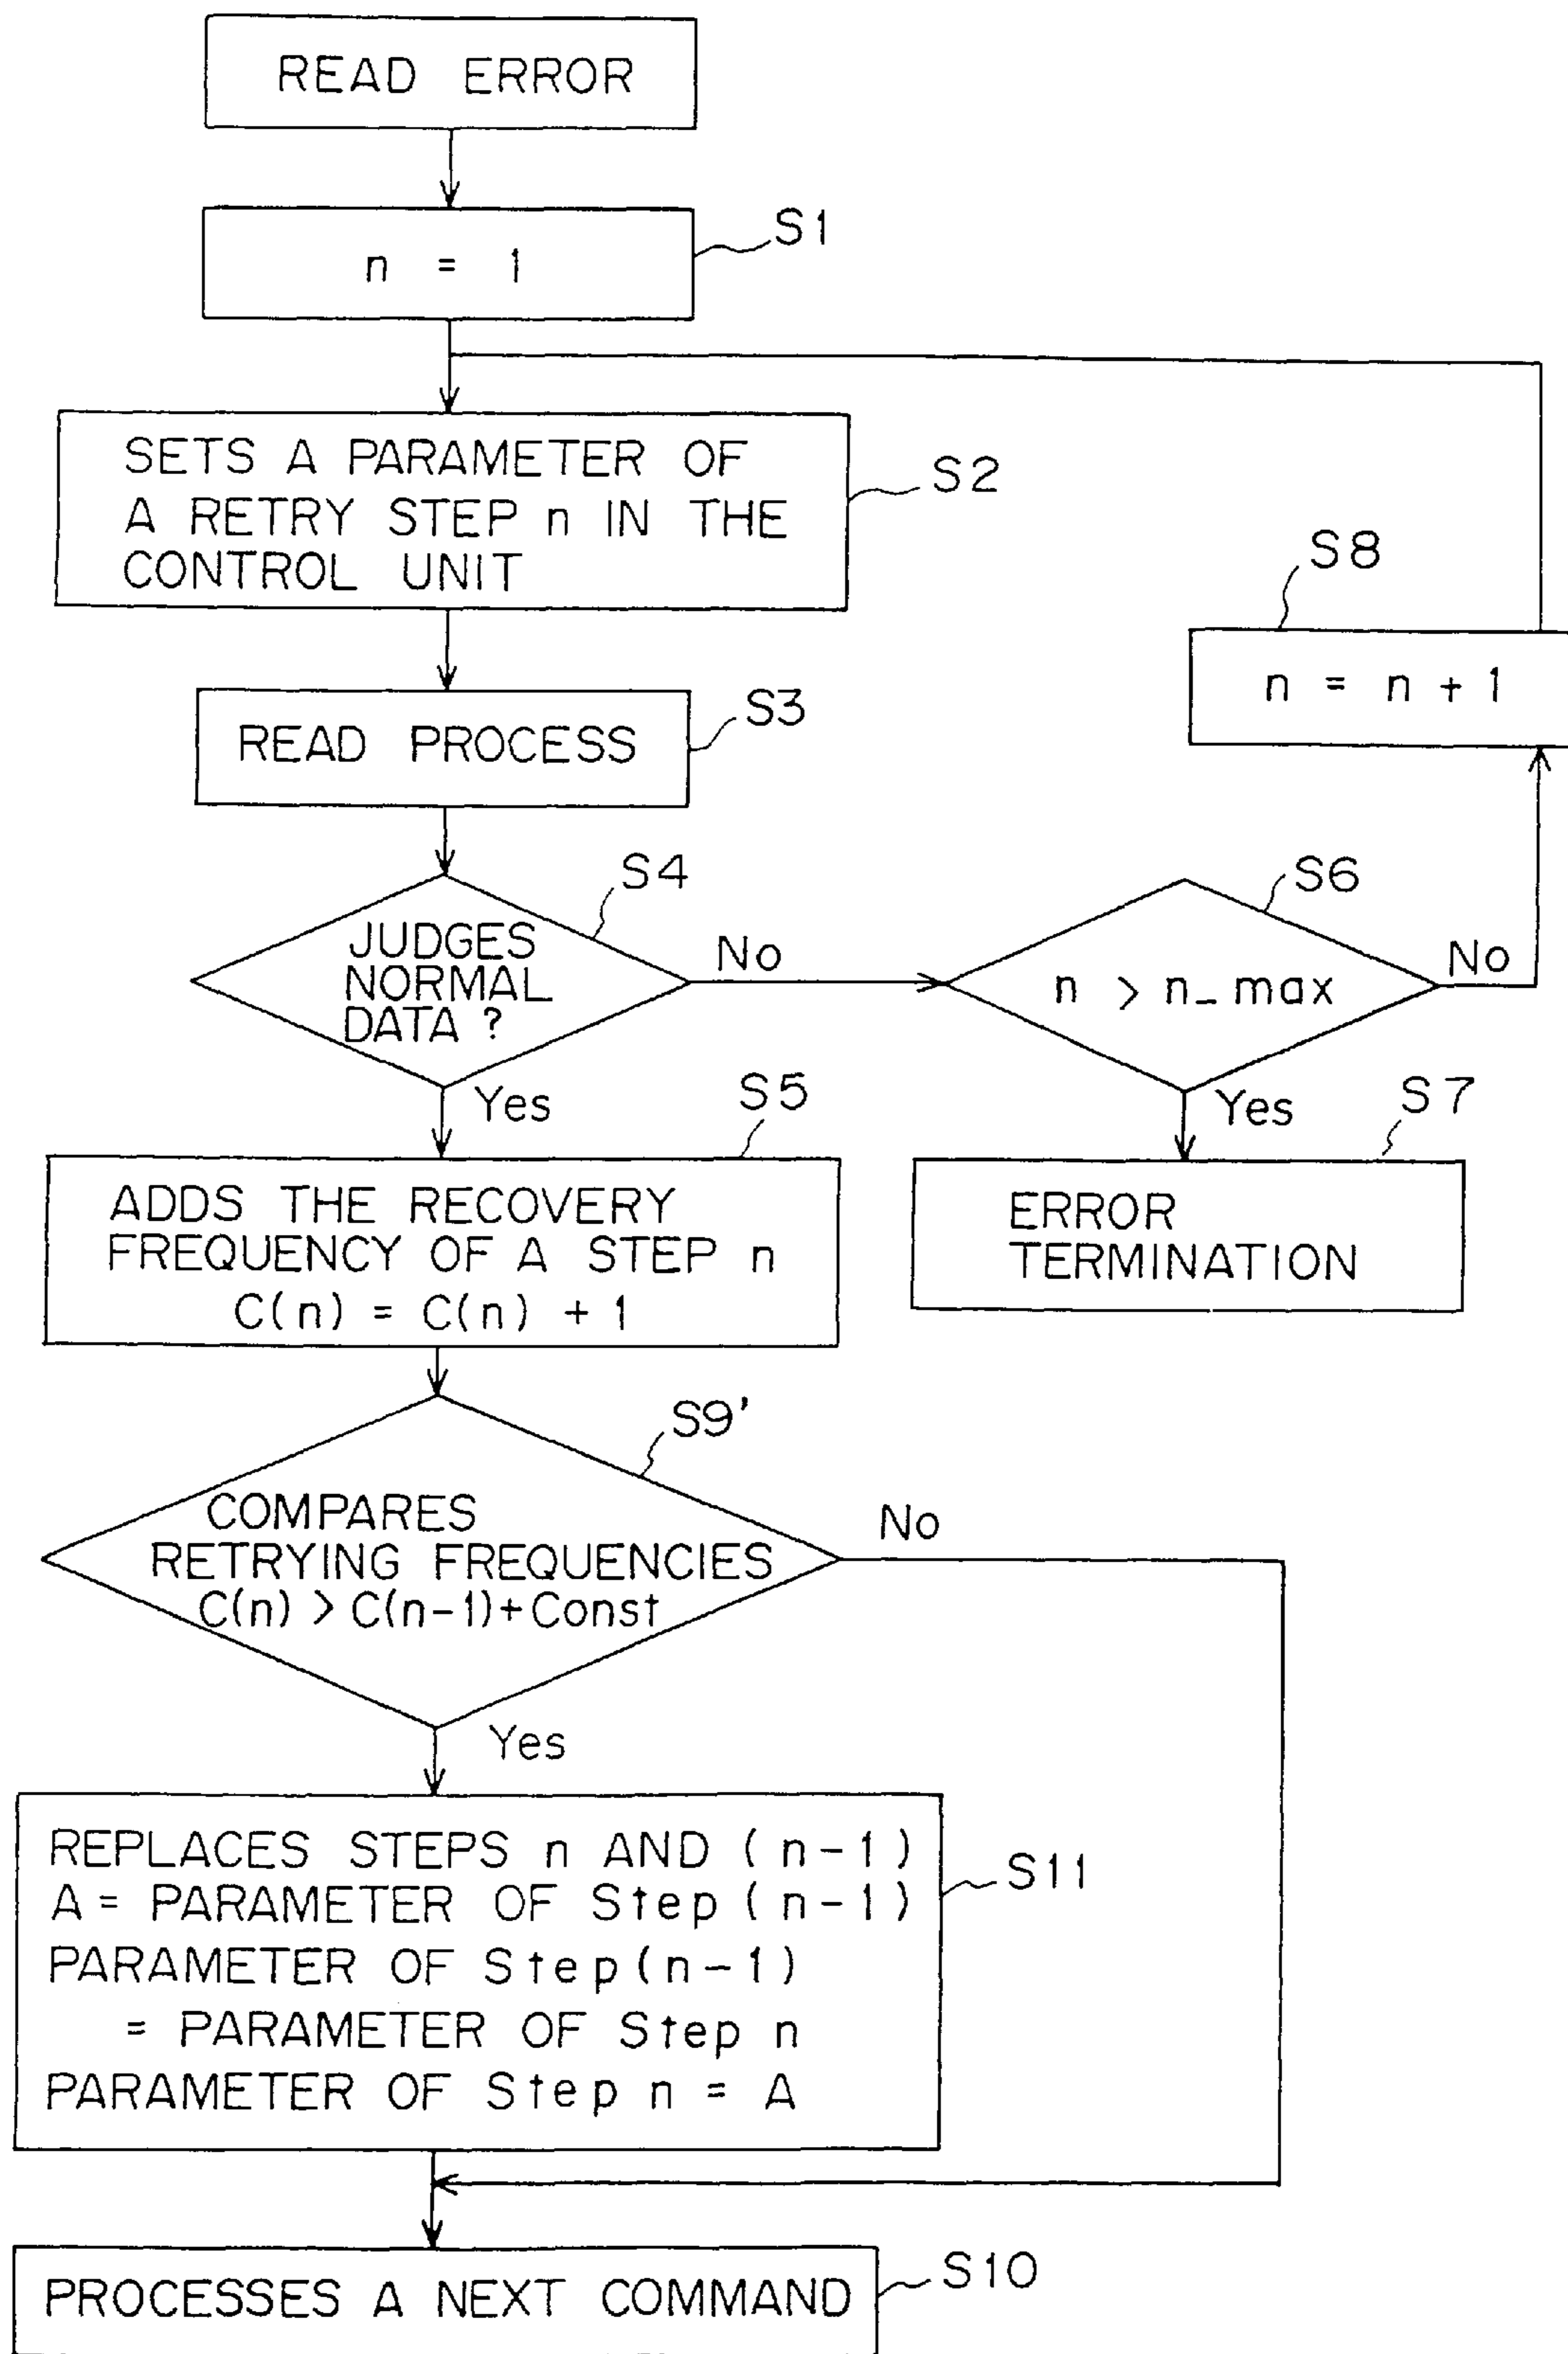 READ ERROR
S1
n = 1
SETS A PARAMETER OF
A RETRY STEP n IN THE
CONTROL UNIT
S2
S8
n = n + 1
S3
READ PROCESS
S4
JUDGES
NORMAL
DATA ?
No
S6
n > n_max
No
Yes
S5
Yes
S7
ADDS THE RECOVERY
FREQUENCY OF A STEP n
C(n) = C(n) + 1
ERROR
TERMINATION
S9'
COMPARES
RETRYING FREQUENCIES
C(n) > C(n-1)+Const
No
Yes
REPLACES STEPS n AND (n-1)
A = PARAMETER OF Step (n-1)
PARAMETER OF Step(n-1)
= PARAMETER OF Step n
PARAMETER OF Step n = A
S11
PROCESSES A NEXT COMMAND
S10